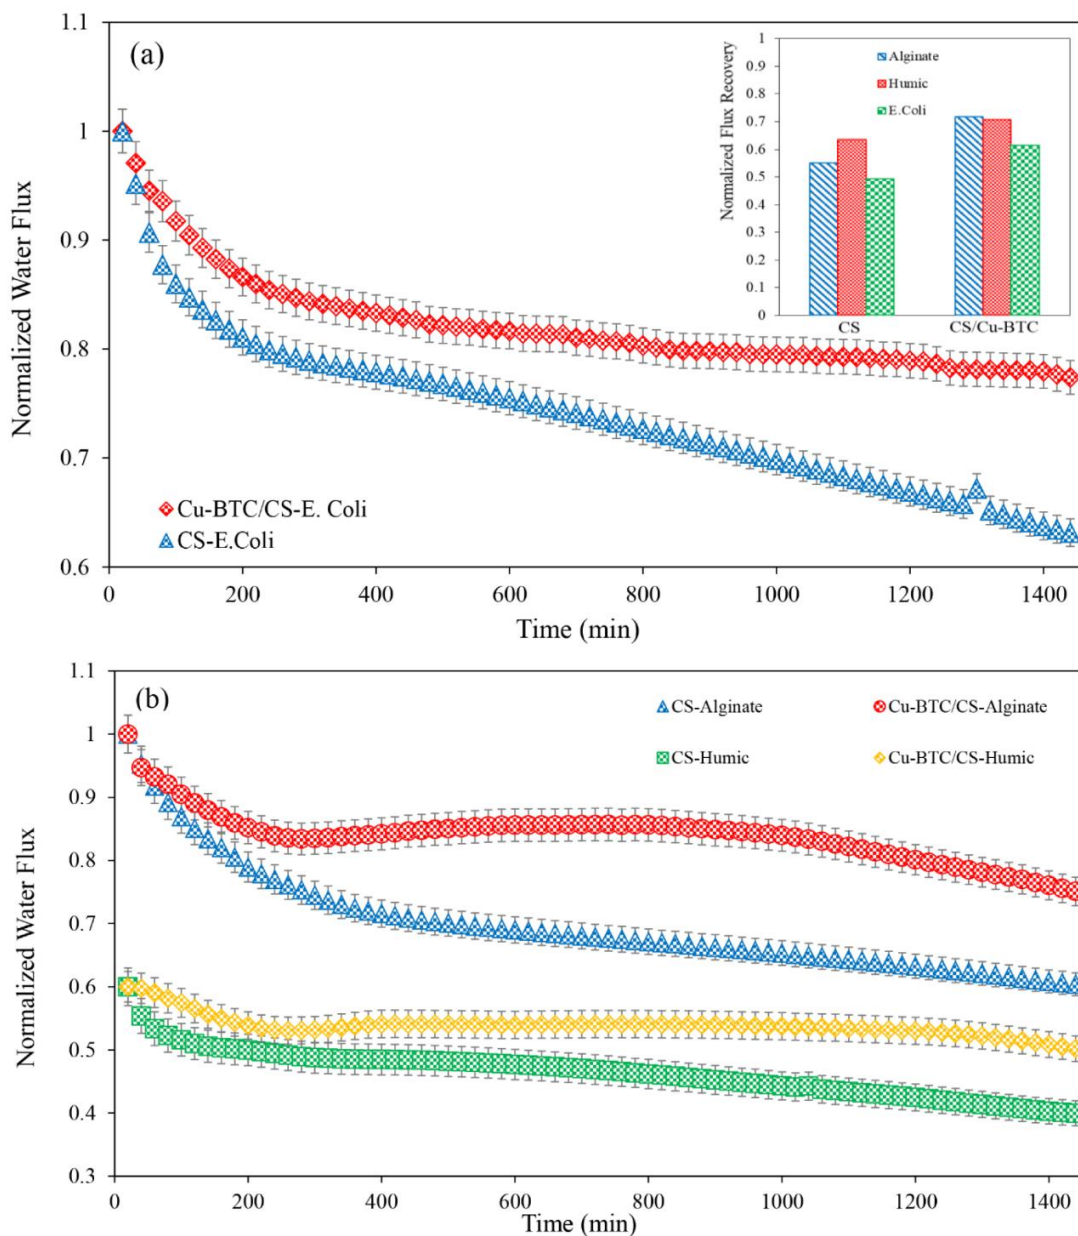 (a)
Normalized Water Flux
1.1
1
0.9
0.8
0.7
0.6
0 200 400 600 800 1000 1200 1400
Time (min)
Cu-BTC/CS-E. Coli
CS-E.Coli
Normalized Flux Recovery
1
0.9
0.8
0.7
0.6
0.5
0.4
0.3
0.2
0.1
0
Alginate
Humic
E.Coli
CS CS/Cu-BTC
(b)
Normalized Water Flux
1.1
1
0.9
0.8
0.7
0.6
0.5
0.4
0.3
0 200 400 600 800 1000 1200 1400
Time (min)
CS-Alginate Cu-BTC/CS-Alginate
CS-Humic Cu-BTC/CS-Humic